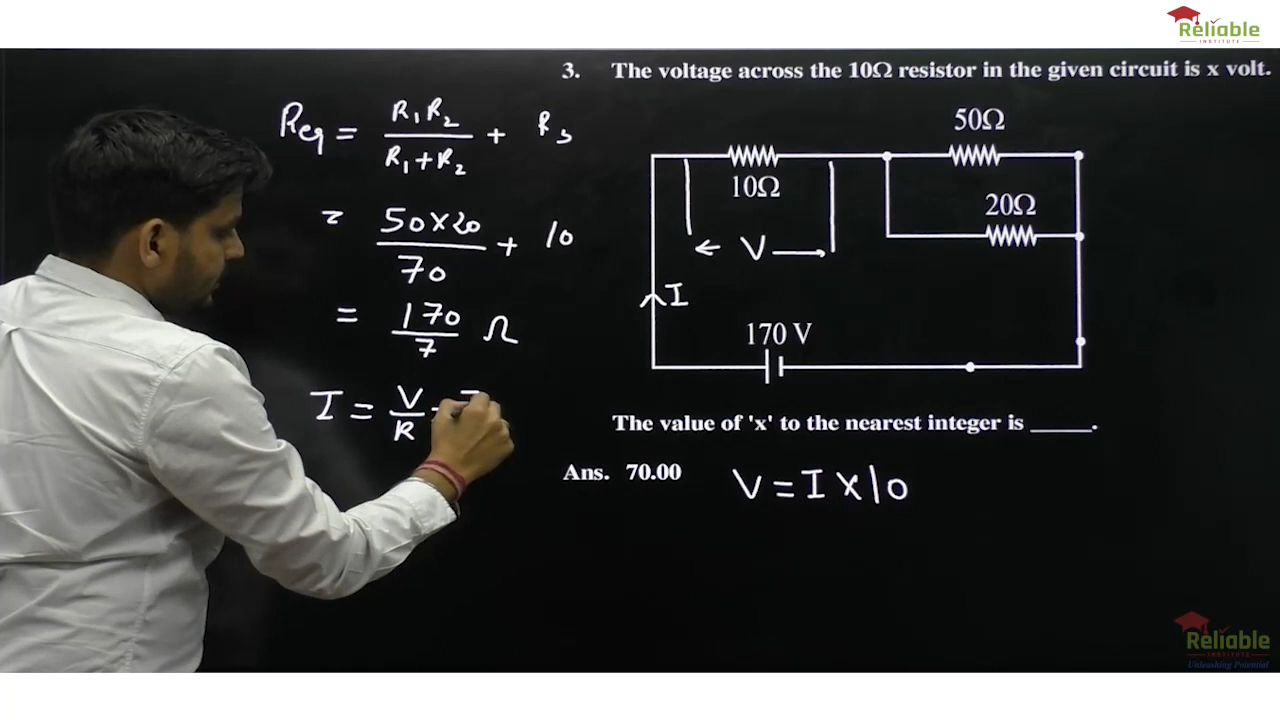 Reliable
INSTITUTE
3. The voltage across the 10Ω resistor in the given circuit is x volt.
Req = R₁R₂ / R₁+R₂ + R₃
= 50×20 / 70 + 10
= 170 / 7 Ω
I = V / R =
50Ω
10Ω
20Ω
← V →
I
170 V
The value of 'x' to the nearest integer is _____.
Ans. 70.00
V = I × 10
Reliable
INSTITUTE
Unleashing Potential